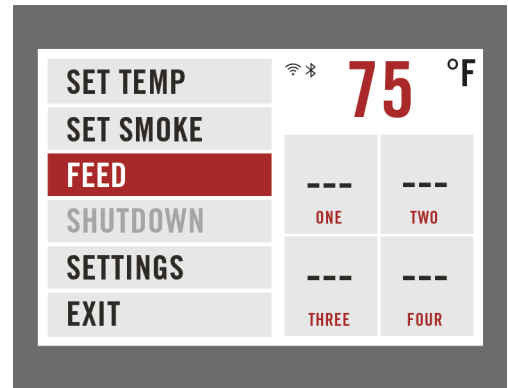 SET TEMP
SET SMOKE
FEED
SHUTDOWN
SETTINGS
EXIT
75 °F
--- ---
ONE TWO
--- ---
THREE FOUR